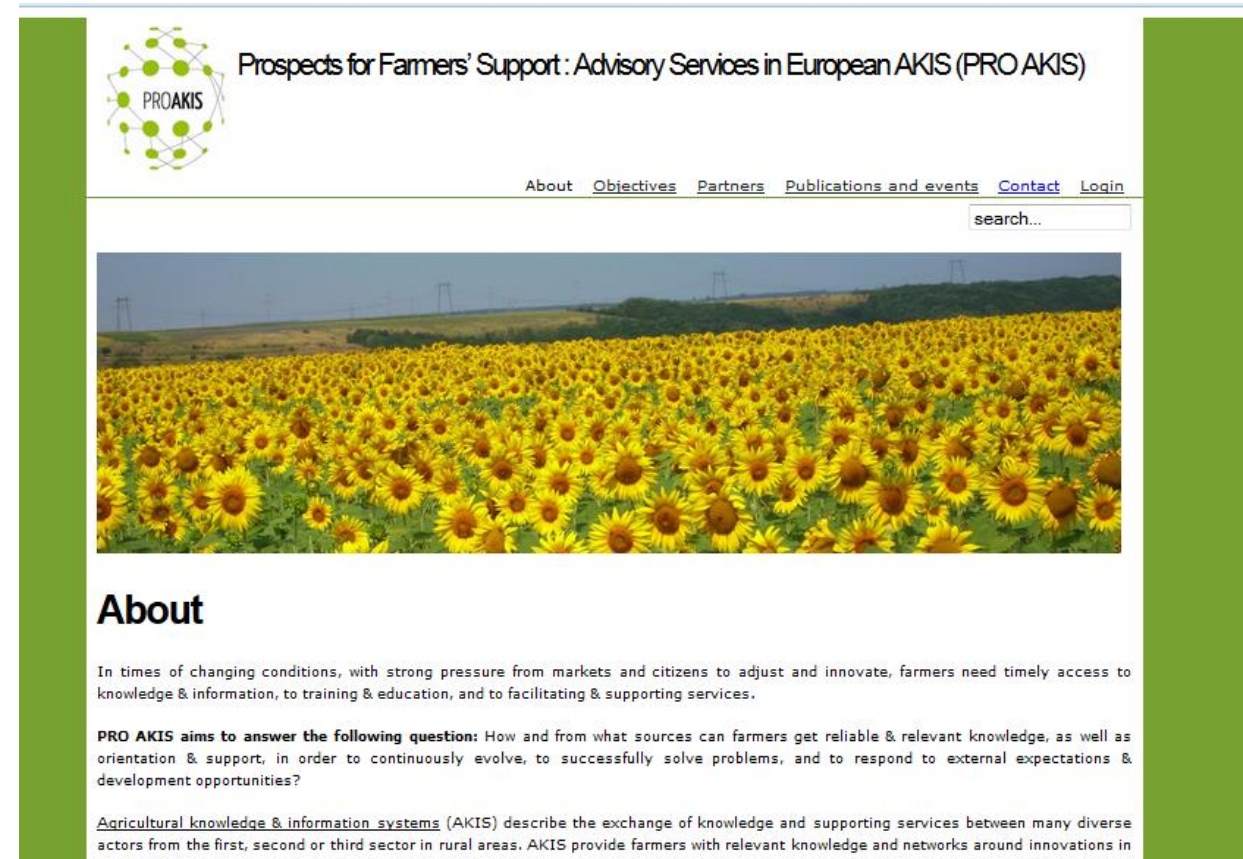 PROAKIS
Prospects for Farmers' Support : Advisory Services in European AKIS (PRO AKIS)
About Objectives Partners Publications and events Contact Login
search...
About
In times of changing conditions, with strong pressure from markets and citizens to adjust and innovate, farmers need timely access to
knowledge & information, to training & education, and to facilitating & supporting services.
PRO AKIS aims to answer the following question: How and from what sources can farmers get reliable & relevant knowledge, as well as
orientation & support, in order to continuously evolve, to successfully solve problems, and to respond to external expectations &
development opportunities?
Agricultural knowledge & information systems (AKIS) describe the exchange of knowledge and supporting services between many diverse
actors from the first, second or third sector in rural areas. AKIS provide farmers with relevant knowledge and networks around innovations in